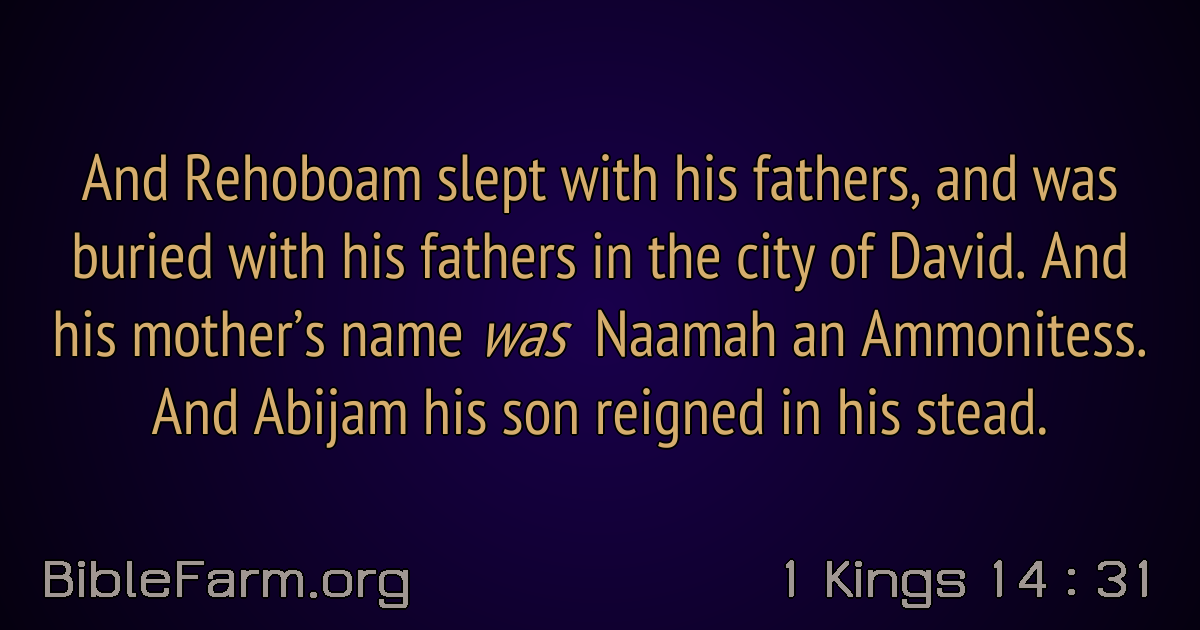 And Rehoboam slept with his fathers, and was
buried with his fathers in the city of David. And
his mother’s name was Naamah an Ammonitess.
And Abijam his son reigned in his stead.
BibleFarm.org
1 Kings 14 : 31